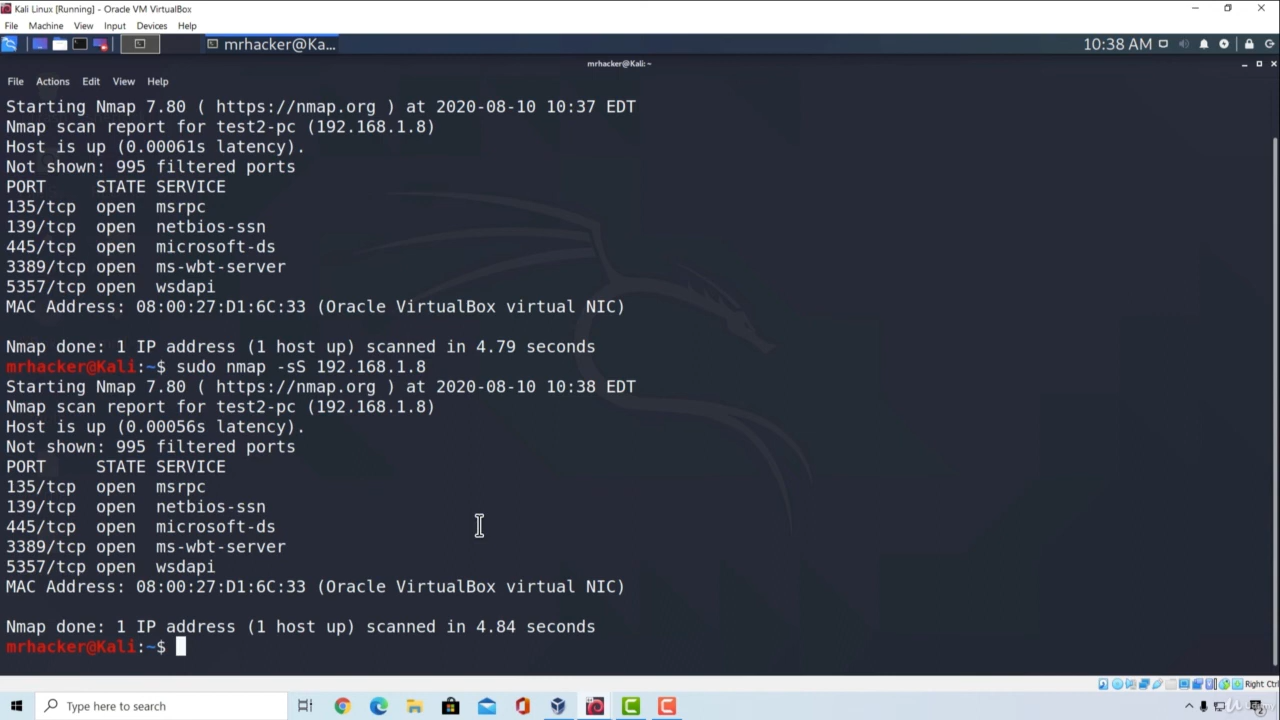 Kali Linux [Running] - Oracle VM VirtualBox
File Machine View Input Devices Help
mrhacker@Ka... 10:38 AM
mrhacker@Kali: ~
File Actions Edit View Help
Starting Nmap 7.80 ( https://nmap.org ) at 2020-08-10 10:37 EDT
Nmap scan report for test2-pc (192.168.1.8)
Host is up (0.00061s latency).
Not shown: 995 filtered ports
PORT     STATE SERVICE
135/tcp  open  msrpc
139/tcp  open  netbios-ssn
445/tcp  open  microsoft-ds
3389/tcp open  ms-wbt-server
5357/tcp open  wsdapi
MAC Address: 08:00:27:D1:6C:33 (Oracle VirtualBox virtual NIC)
Nmap done: 1 IP address (1 host up) scanned in 4.79 seconds
mrhacker@Kali:~$ sudo nmap -sS 192.168.1.8
Starting Nmap 7.80 ( https://nmap.org ) at 2020-08-10 10:38 EDT
Nmap scan report for test2-pc (192.168.1.8)
Host is up (0.00056s latency).
Not shown: 995 filtered ports
PORT     STATE SERVICE
135/tcp  open  msrpc
139/tcp  open  netbios-ssn
445/tcp  open  microsoft-ds
3389/tcp open  ms-wbt-server
5357/tcp open  wsdapi
MAC Address: 08:00:27:D1:6C:33 (Oracle VirtualBox virtual NIC)
Nmap done: 1 IP address (1 host up) scanned in 4.84 seconds
mrhacker@Kali:~$
Right Ctrl
Type here to search